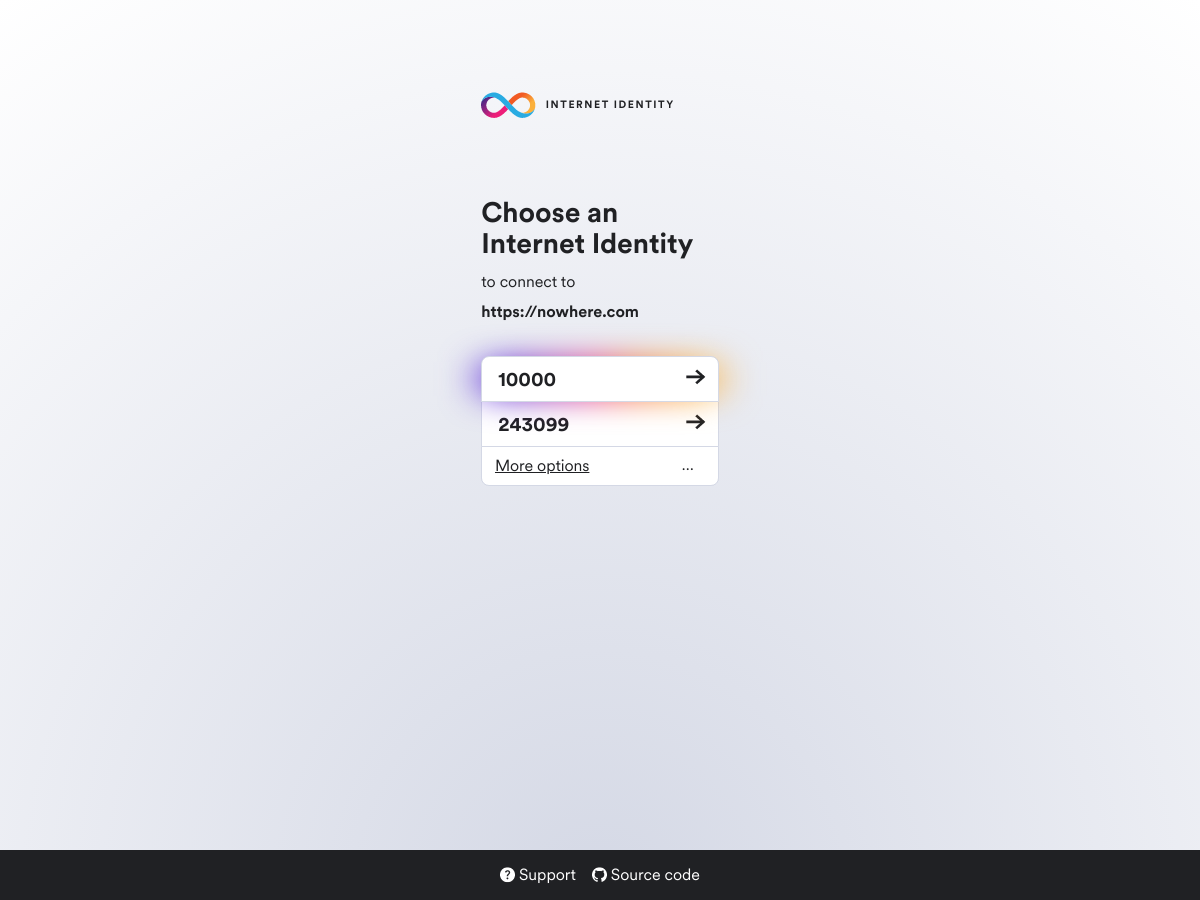 INTERNET IDENTITY
Choose an
Internet Identity
to connect to
https://nowhere.com
10000
243099
More options ...
Support Source code